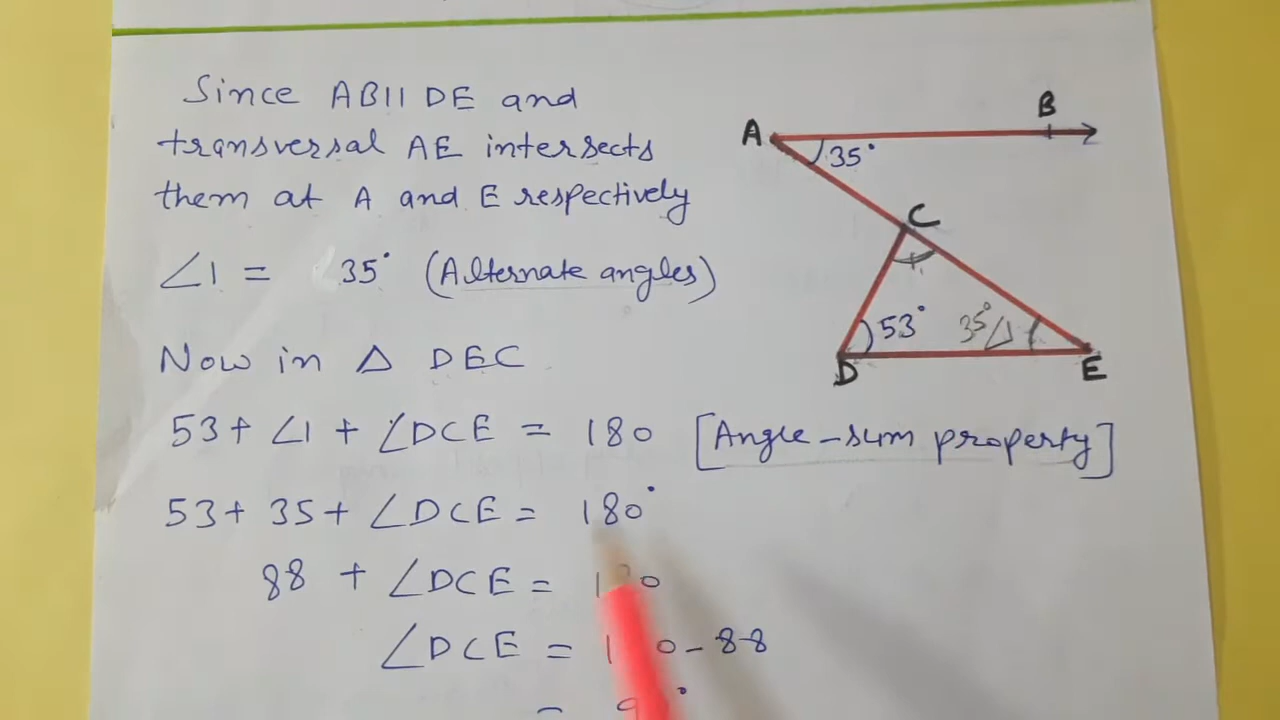 Since AB || DE and
transversal AE intersects
them at A and E respectively
∠1 = 35° (Alternate angles)
Now in △ DEC
53 + ∠1 + ∠DCE = 180 [Angle-sum property]
53 + 35 + ∠DCE = 180°
88 + ∠DCE =
∠DCE = - 88
=
A
B
35°
C
53°
35°
D
E